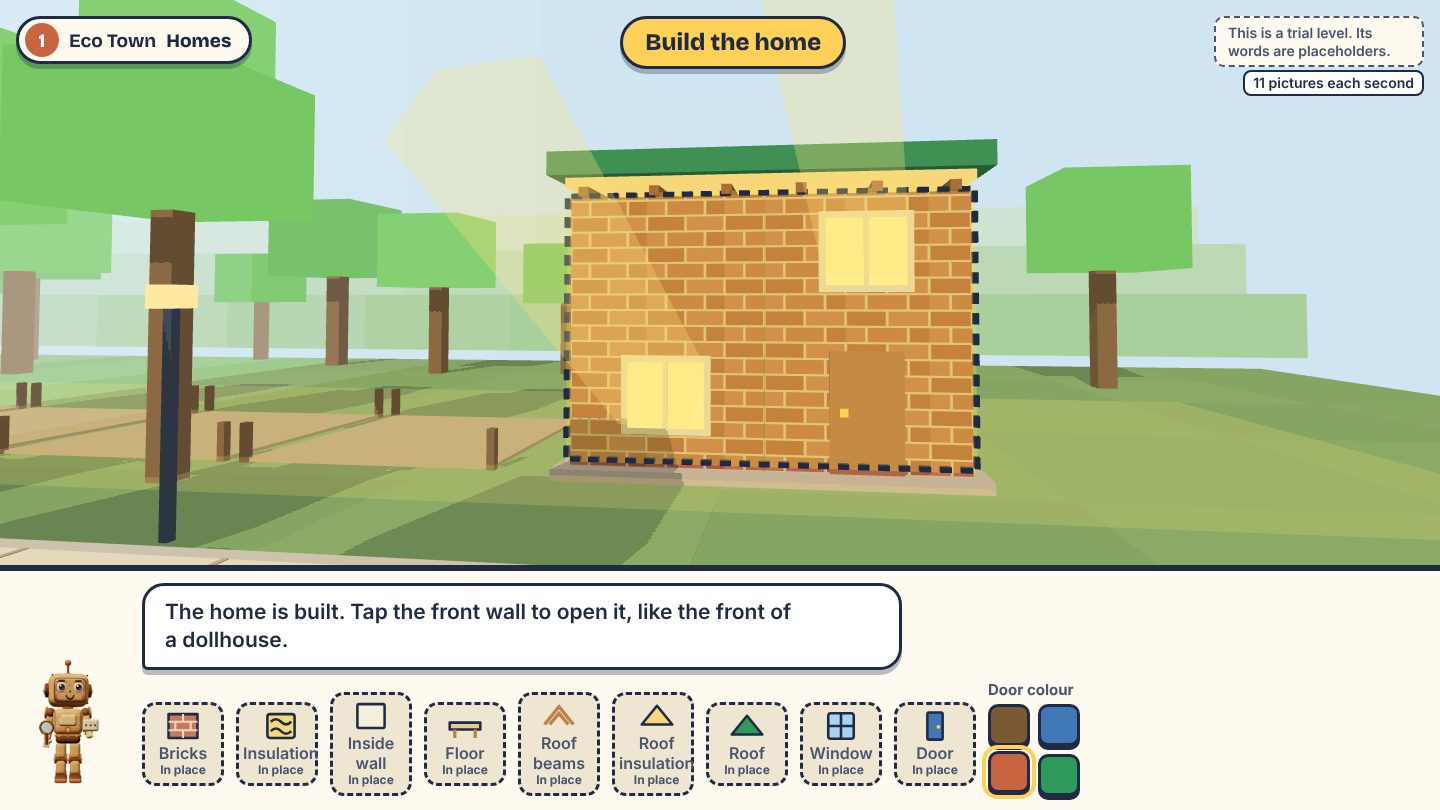 1 Eco Town Homes
Build the home
This is a trial level. Its
words are placeholders.
11 pictures each second
The home is built. Tap the front wall to open it, like the front of
a dollhouse.
Door colour
Bricks
In place
Insulation
In place
Inside
wall
In place
Floor
In place
Roof
beams
In place
Roof
insulation
In place
Roof
In place
Window
In place
Door
In place